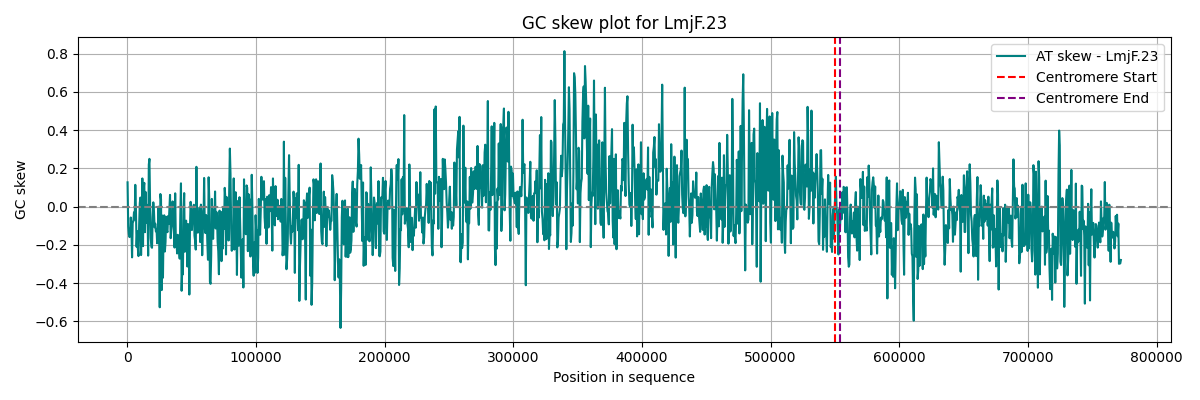 GC skew plot for LmjF.23
GC skew
0.8
0.6
0.4
0.2
0.0
−0.2
−0.4
−0.6
AT skew - LmjF.23
Centromere Start
Centromere End
0 100000 200000 300000 400000 500000 600000 700000 800000
Position in sequence